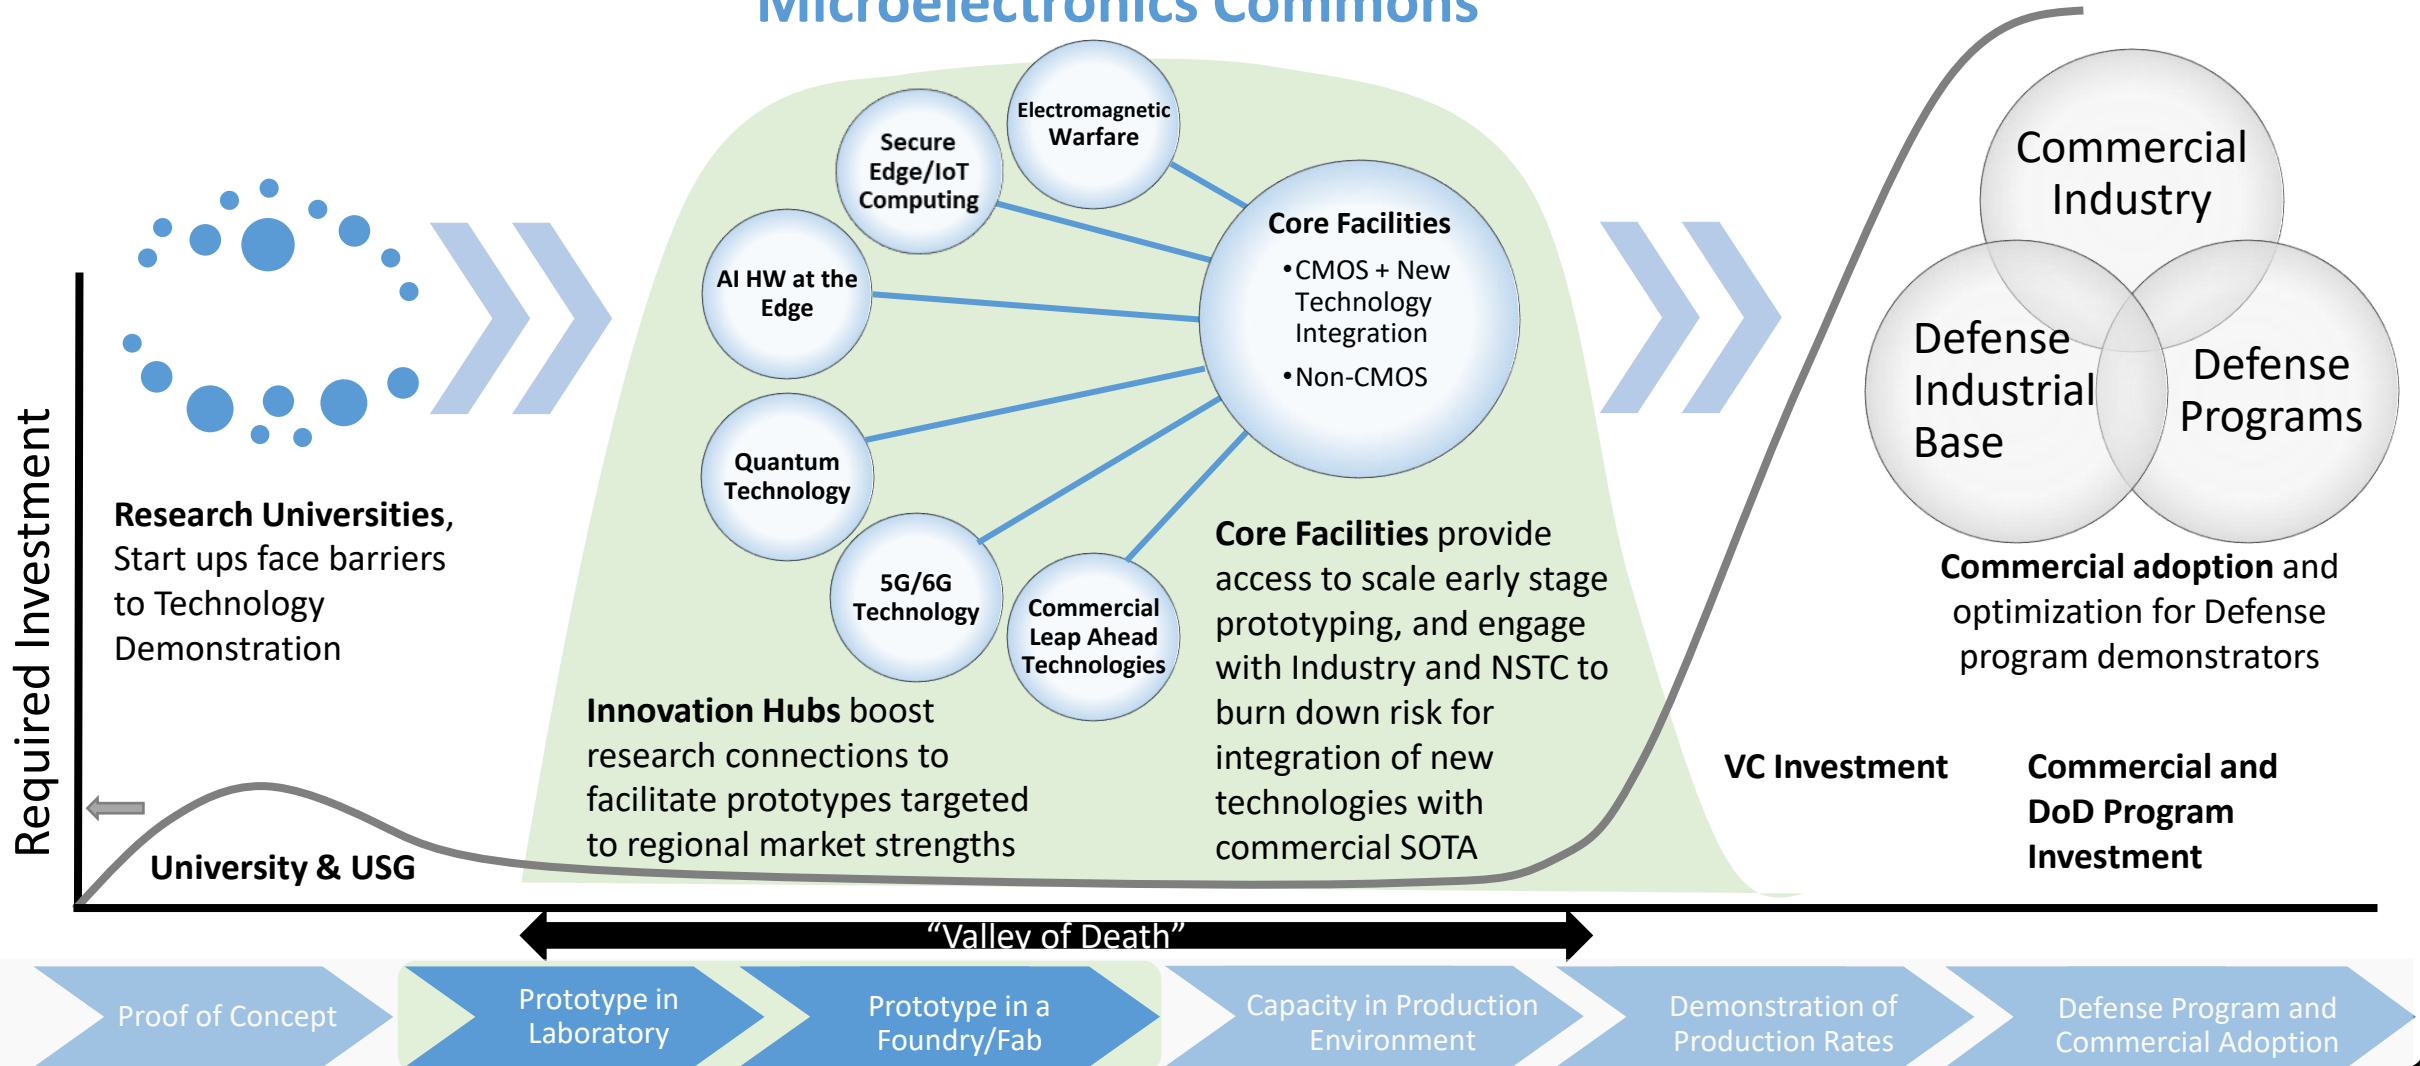 Microelectronics Commons
Electromagnetic
Warfare
Secure
Edge/IoT
Computing
AI HW at the
Edge
Quantum
Technology
5G/6G
Technology
Commercial
Leap Ahead
Technologies
Core Facilities
•CMOS + New
Technology
Integration
•Non-CMOS
Commercial
Industry
Defense
Industrial
Base
Defense
Programs
Required Investment
Research Universities,
Start ups face barriers
to Technology
Demonstration
University & USG
Innovation Hubs boost
research connections to
facilitate prototypes targeted
to regional market strengths
Core Facilities provide
access to scale early stage
prototyping, and engage
with Industry and NSTC to
burn down risk for
integration of new
technologies with
commercial SOTA
Commercial adoption and
optimization for Defense
program demonstrators
VC Investment
Commercial and
DoD Program
Investment
“Valley of Death”
Proof of Concept
Prototype in
Laboratory
Prototype in a
Foundry/Fab
Capacity in Production
Environment
Demonstration of
Production Rates
Defense Program and
Commercial Adoption